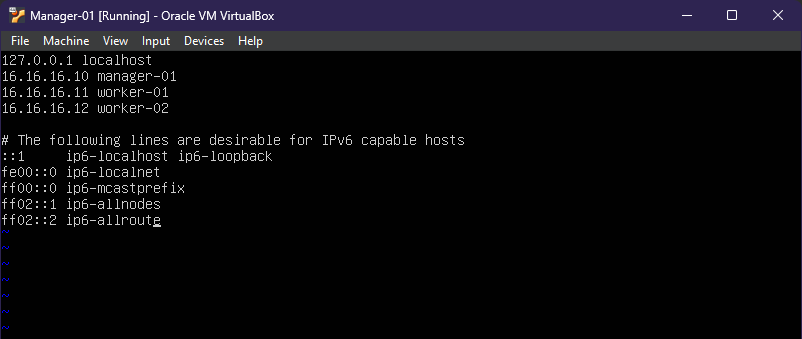 Manager-01 [Running] - Oracle VM VirtualBox
File Machine View Input Devices Help
127.0.0.1 localhost
16.16.16.10 manager-01
16.16.16.11 worker-01
16.16.16.12 worker-02
# The following lines are desirable for IPv6 capable hosts
::1     ip6-localhost ip6-loopback
fe00::0 ip6-localnet
ff00::0 ip6-mcastprefix
ff02::1 ip6-allnodes
ff02::2 ip6-allroute
~
~
~
~
~
~
~